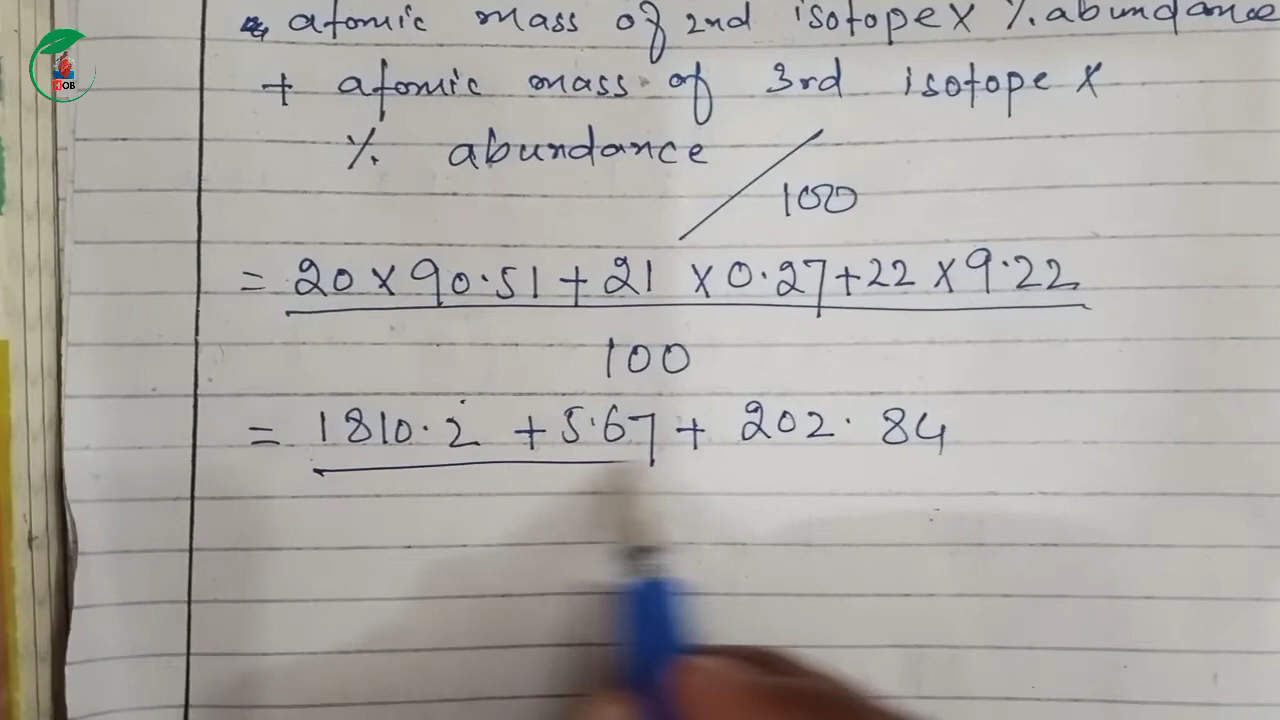 atomic mass of 2nd isotope x % abundance
+ atomic mass of 3rd isotope x
% abundance
100
= 20 x 90.51 + 21 x 0.27 + 22 x 9.22
100
= 1810.2 + 5.67 + 202.84
HOB